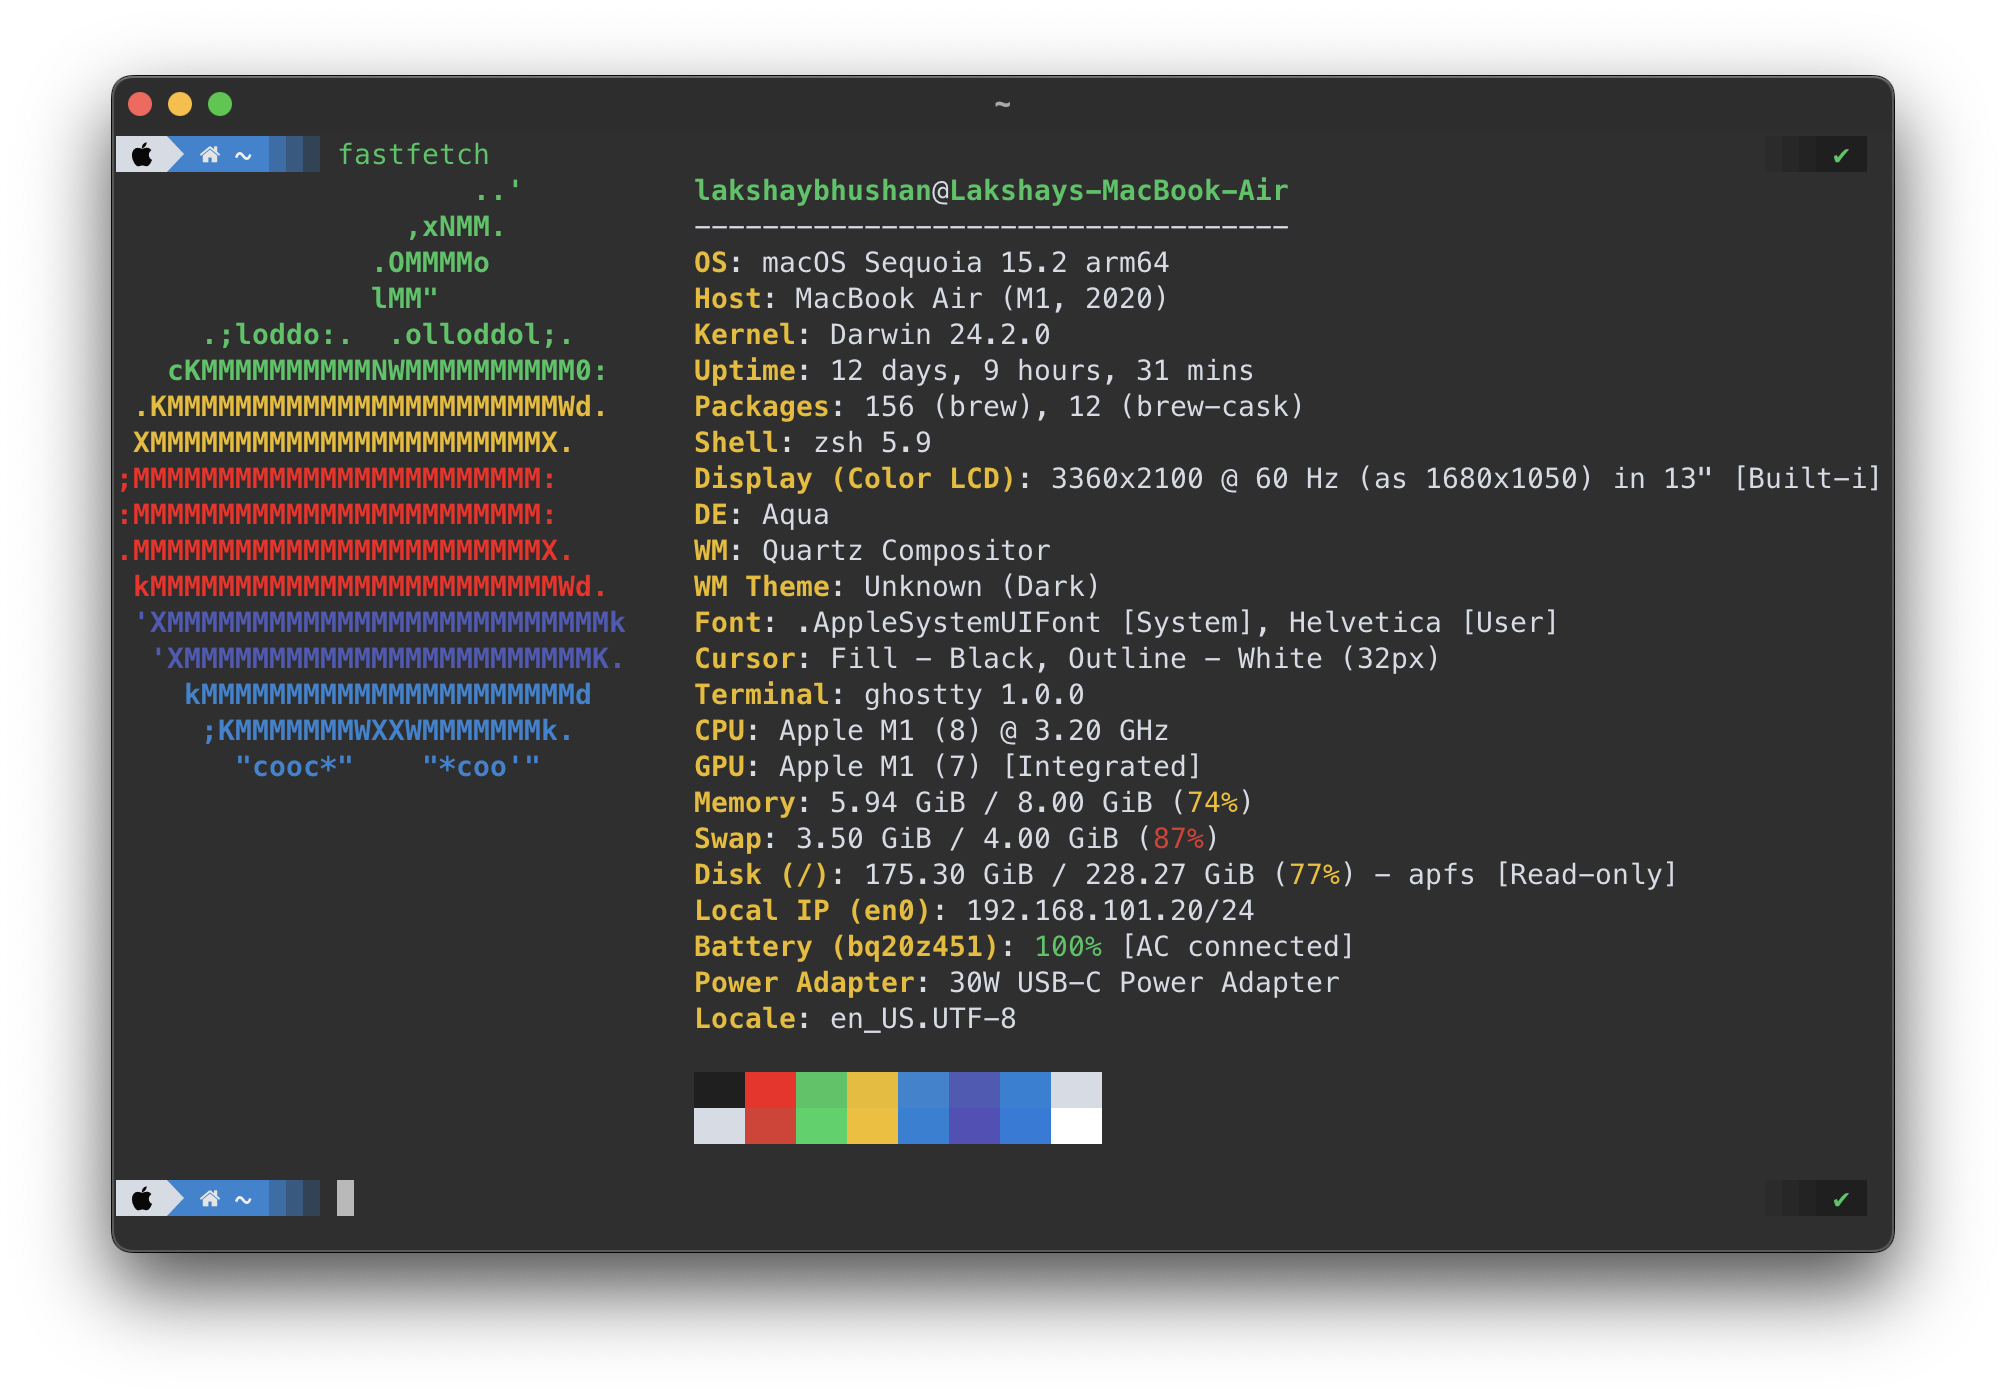 ~
~ fastfetch ✔
..'
,xNMM.
.OMMMMo
lMM"
.;loddo:.  .olloddol;.
cKMMMMMMMMMMNWMMMMMMMMMM0:
.KMMMMMMMMMMMMMMMMMMMMMMMWd.
XMMMMMMMMMMMMMMMMMMMMMMMX.
;MMMMMMMMMMMMMMMMMMMMMMMM:
:MMMMMMMMMMMMMMMMMMMMMMMM:
.MMMMMMMMMMMMMMMMMMMMMMMMX.
kMMMMMMMMMMMMMMMMMMMMMMMMWd.
'XMMMMMMMMMMMMMMMMMMMMMMMMMMk
'XMMMMMMMMMMMMMMMMMMMMMMMMK.
kMMMMMMMMMMMMMMMMMMMMMMd
;KMMMMMMMWXXWMMMMMMMk.
"cooc*"    "*coo'"
lakshaybhushan@Lakshays-MacBook-Air
-----------------------------------
OS: macOS Sequoia 15.2 arm64
Host: MacBook Air (M1, 2020)
Kernel: Darwin 24.2.0
Uptime: 12 days, 9 hours, 31 mins
Packages: 156 (brew), 12 (brew-cask)
Shell: zsh 5.9
Display (Color LCD): 3360x2100 @ 60 Hz (as 1680x1050) in 13" [Built-i]
DE: Aqua
WM: Quartz Compositor
WM Theme: Unknown (Dark)
Font: .AppleSystemUIFont [System], Helvetica [User]
Cursor: Fill - Black, Outline - White (32px)
Terminal: ghostty 1.0.0
CPU: Apple M1 (8) @ 3.20 GHz
GPU: Apple M1 (7) [Integrated]
Memory: 5.94 GiB / 8.00 GiB (74%)
Swap: 3.50 GiB / 4.00 GiB (87%)
Disk (/): 175.30 GiB / 228.27 GiB (77%) - apfs [Read-only]
Local IP (en0): 192.168.101.20/24
Battery (bq20z451): 100% [AC connected]
Power Adapter: 30W USB-C Power Adapter
Locale: en_US.UTF-8
~ ✔